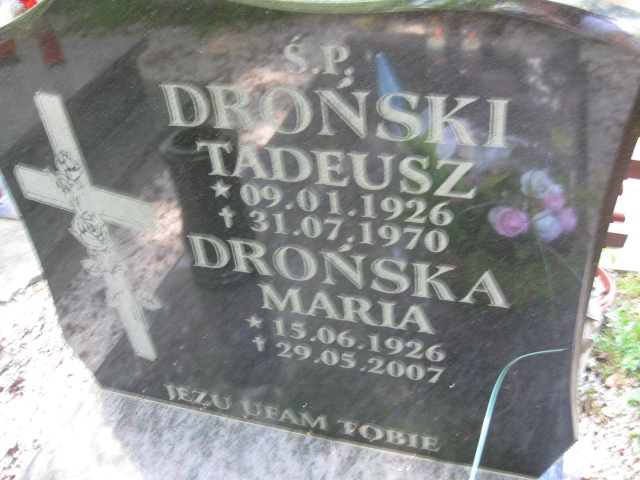 Ś.P.
DROŃSKI
TADEUSZ
* 09.01.1926
† 31.07.1970
DROŃSKA
MARIA
* 15.06.1926
† 29.05.2007
JEZU UFAM TOBIE